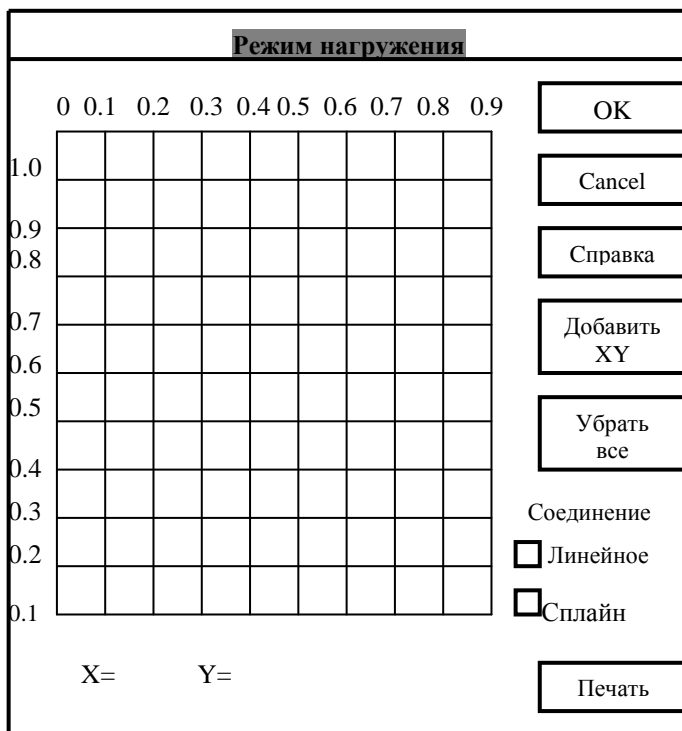 Режим нагружения
0 0.1 0.2 0.3 0.4 0.5 0.6 0.7 0.8 0.9
1.0
0.9
0.8
0.7
0.6
0.5
0.4
0.3
0.2
0.1
X= Y=
OK
Cancel
Справка
Добавить
XY
Убрать
все
Соединение
Линейное
Сплайн
Печать